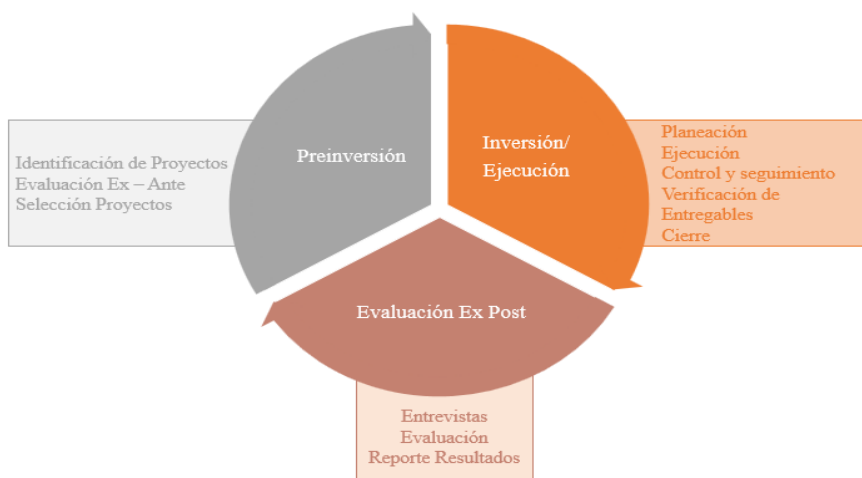 Preinversión
Identificación de Proyectos
Evaluación Ex – Ante
Selección Proyectos
Inversión/
Ejecución
Planeación
Ejecución
Control y seguimiento
Verificación de
Entregables
Cierre
Evaluación Ex Post
Entrevistas
Evaluación
Reporte Resultados